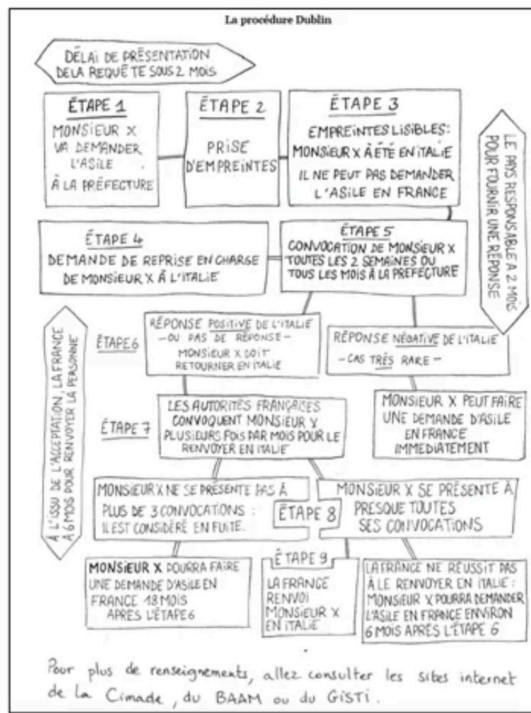 La procédure Dublin
DÉLAI DE PRÉSENTATION
DE LA REQUÊTE SOUS 2 MOIS
ÉTAPE 1
MONSIEUR X
VA DEMANDER
L'ASILE
À LA PRÉFECTURE
ÉTAPE 2
PRISE
D'EMPREINTES
ÉTAPE 3
EMPREINTES LISIBLES:
MONSIEUR X À ÉTÉ EN ITALIE
IL NE PEUT PAS DEMANDER
L'ASILE EN FRANCE
LE PAYS RESPONSABLE A 2 MOIS
POUR FOURNIR UNE RÉPONSE
ÉTAPE 4
DEMANDE DE REPRISE EN CHARGE
DE MONSIEUR X À L'ITALIE
ÉTAPE 5
CONVOCATION DE MONSIEUR X
TOUTES LES 2 SEMAINES OU
TOUS LES MOIS À LA PREFECTURE
ÉTAPE 6
RÉPONSE POSITIVE DE L'ITALIE
-OU PAS DE RÉPONSE-
MONSIEUR X DOIT
RETOURNER EN ITALIE
RÉPONSE NÉGATIVE DE L'ITALIE
-CAS TRÈS RARE-
À L'ISSU DE L'ACCEPTATION, LA FRANCE
A 6 MOIS POUR RENVOYER LA PERSONNE
ÉTAPE 7
LES AUTORITÉS FRANÇAISES
CONVOQUENT MONSIEUR X
PLUSIEURS FOIS PAR MOIS POUR LE
RENVOYER EN ITALIE
MONSIEUR X PEUT FAIRE
UNE DEMANDE D'ASILE
EN FRANCE
IMMÉDIATEMENT
MONSIEUR X NE SE PRÉSENTE PAS À
PLUS DE 3 CONVOCATIONS :
IL EST CONSIDÉRÉ EN FUITE.
ÉTAPE 8
MONSIEUR X SE PRÉSENTE À
PRESQUE TOUTES
SES CONVOCATIONS
MONSIEUR X POURRA FAIRE
UNE DEMANDE D'ASILE EN
FRANCE 18 MOIS
APRÈS L'ÉTAPE 6
ÉTAPE 9
LA FRANCE
RENVOI
MONSIEUR X
EN ITALIE
LA FRANCE NE RÉUSSIT PAS
À LE RENVOYER EN ITALIE :
MONSIEUR X POURRA DEMANDER
L'ASILE EN FRANCE ENVIRON
6 MOIS APRÈS L'ÉTAPE 6
Pour plus de renseignements, allez consulter les sites internet
de la Cimade, du BAAM ou du GiSTi.